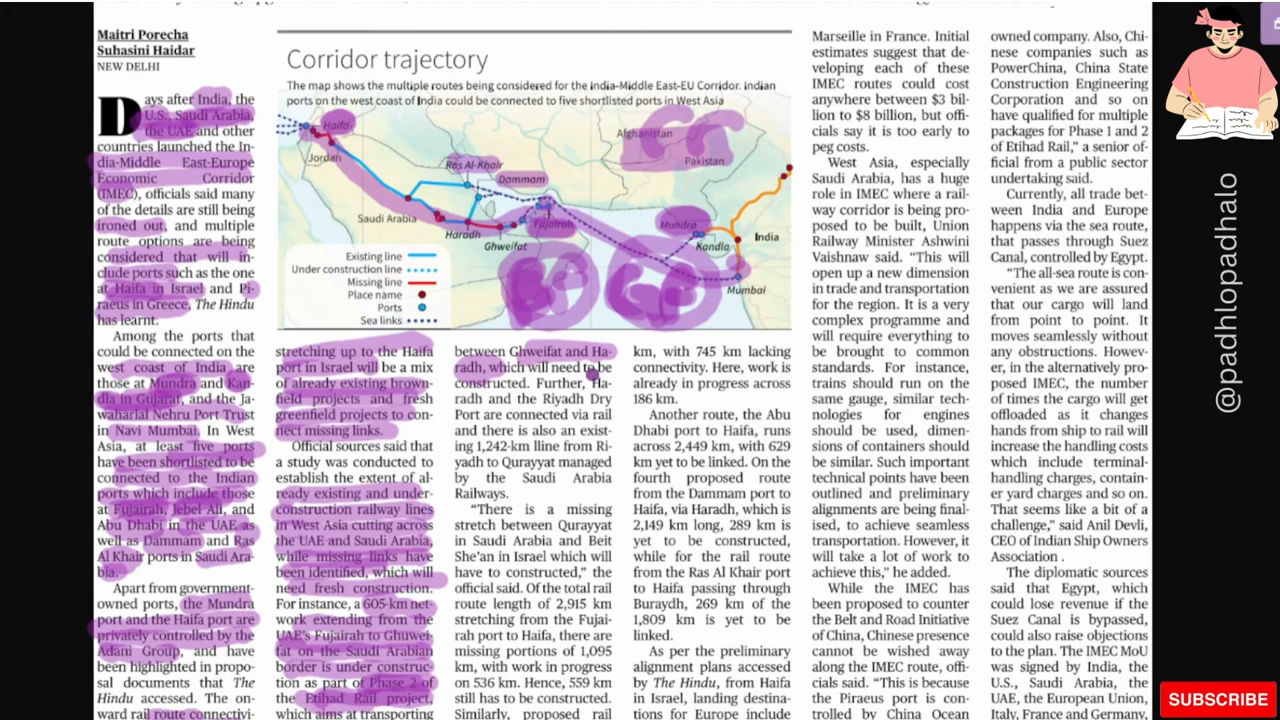 Maitri Porecha
Suhasini Haidar
NEW DELHI
Days after India, the
U.S., Saudi Arabia,
the UAE and other
countries launched the In-
dia-Middle East-Europe
Economic Corridor
(IMEC), officials said many
of the details are still being
ironed out, and multiple
route options are being
considered that will in-
clude ports such as the one
at Haifa in Israel and Pi-
raeus in Greece, The Hindu
has learnt.
Among the ports that
could be connected on the
west coast of India are
those at Mundra and Kan-
dla in Gujarat, and the Ja-
waharlal Nehru Port Trust
in Navi Mumbai. In West
Asia, at least five ports
have been shortlisted to be
connected to the Indian
ports which include those
at Fujairah, Jebel Ali, and
Abu Dhabi in the UAE as
well as Dammam and Ras
Al Khair ports in Saudi Ara-
bia.
Apart from government-
owned ports, the Mundra
port and the Haifa port are
privately controlled by the
Adani Group, and have
been highlighted in propo-
sal documents that The
Hindu accessed. The on-
ward rail route connectivi-
Corridor trajectory
The map shows the multiple routes being considered for the India-Middle East-EU Corridor. Indian
ports on the west coast of India could be connected to five shortlisted ports in West Asia
Haifa
Jordan
Afghanistan
Pakistan
Ras Al-Khair
Dammam
Saudi Arabia
Haradh
Ghweifat
Fujairah
Mundra
Kandla
India
Mumbai
Existing line
Under construction line
Missing line
Place name
Ports
Sea links
stretching up to the Haifa
port in Israel will be a mix
of already existing brown-
field projects and fresh
greenfield projects to con-
nect missing links.
Official sources said that
a study was conducted to
establish the extent of al-
ready existing and under-
construction railway lines
in West Asia cutting across
the UAE and Saudi Arabia,
while missing links have
been identified, which will
need fresh construction.
For instance, a 605-km net-
work extending from the
UAE's Fujairah to Ghuwei-
fat on the Saudi Arabian
border is under construc-
tion as part of Phase 2 of
the Etihad Rail project,
which aims at transporting
between Ghweifat and Ha-
radh, which will need to be
constructed. Further, Ha-
radh and the Riyadh Dry
Port are connected via rail
and there is also an exist-
ing 1,242-km lline from Ri-
yadh to Qurayyat managed
by the Saudi Arabia
Railways.
"There is a missing
stretch between Qurayyat
in Saudi Arabia and Beit
She'an in Israel which will
have to constructed," the
official said. Of the total rail
route length of 2,915 km
stretching from the Fujai-
rah port to Haifa, there are
missing portions of 1,095
km, with work in progress
on 536 km. Hence, 559 km
still has to be constructed.
Similarly, proposed rail
km, with 745 km lacking
connectivity. Here, work is
already in progress across
186 km.
Another route, the Abu
Dhabi port to Haifa, runs
across 2,449 km, with 629
km yet to be linked. On the
fourth proposed route
from the Dammam port to
Haifa, via Haradh, which is
2,149 km long, 289 km is
yet to be constructed,
while for the rail route
from the Ras Al Khair port
to Haifa passing through
Buraydh, 269 km of the
1,809 km is yet to be
linked.
As per the preliminary
alignment plans accessed
by The Hindu, from Haifa
in Israel, landing destina-
tions for Europe include
Marseille in France. Initial
estimates suggest that de-
veloping each of these
IMEC routes could cost
anywhere between $3 bil-
lion to $8 billion, but offi-
cials say it is too early to
peg costs.
West Asia, especially
Saudi Arabia, has a huge
role in IMEC where a rail-
way corridor is being pro-
posed to be built, Union
Railway Minister Ashwini
Vaishnaw said. "This will
open up a new dimension
in trade and transportation
for the region. It is a very
complex programme and
will require everything to
be brought to common
standards. For instance,
trains should run on the
same gauge, similar tech-
nologies for engines
should be used, dimen-
sions of containers should
be similar. Such important
technical points have been
outlined and preliminary
alignments are being final-
ised, to achieve seamless
transportation. However, it
will take a lot of work to
achieve this," he added.
While the IMEC has
been proposed to counter
the Belt and Road Initiative
of China, Chinese presence
cannot be wished away
along the IMEC route, offi-
cials said. "This is because
the Piraeus port is con-
trolled by China Ocean
owned company. Also, Chi-
nese companies such as
PowerChina, China State
Construction Engineering
Corporation and so on
have qualified for multiple
packages for Phase 1 and 2
of Etihad Rail," a senior of-
ficial from a public sector
undertaking said.
Currently, all trade bet-
ween India and Europe
happens via the sea route,
that passes through Suez
Canal, controlled by Egypt.
"The all-sea route is con-
venient as we are assured
that our cargo will land
from point to point. It
moves seamlessly without
any obstructions. Howev-
er, in the alternatively pro-
posed IMEC, the number
of times the cargo will get
offloaded as it changes
hands from ship to rail will
increase the handling costs
which include terminal-
handling charges, contain-
er yard charges and so on.
That seems like a bit of a
challenge," said Anil Devli,
CEO of Indian Ship Owners
Association .
The diplomatic sources
said that Egypt, which
could lose revenue if the
Suez Canal is bypassed,
could also raise objections
to the plan. The IMEC MoU
was signed by India, the
U.S., Saudi Arabia, the
UAE, the European Union,
Italy, France and Germany,
@padhlopadhalo
SUBSCRIBE